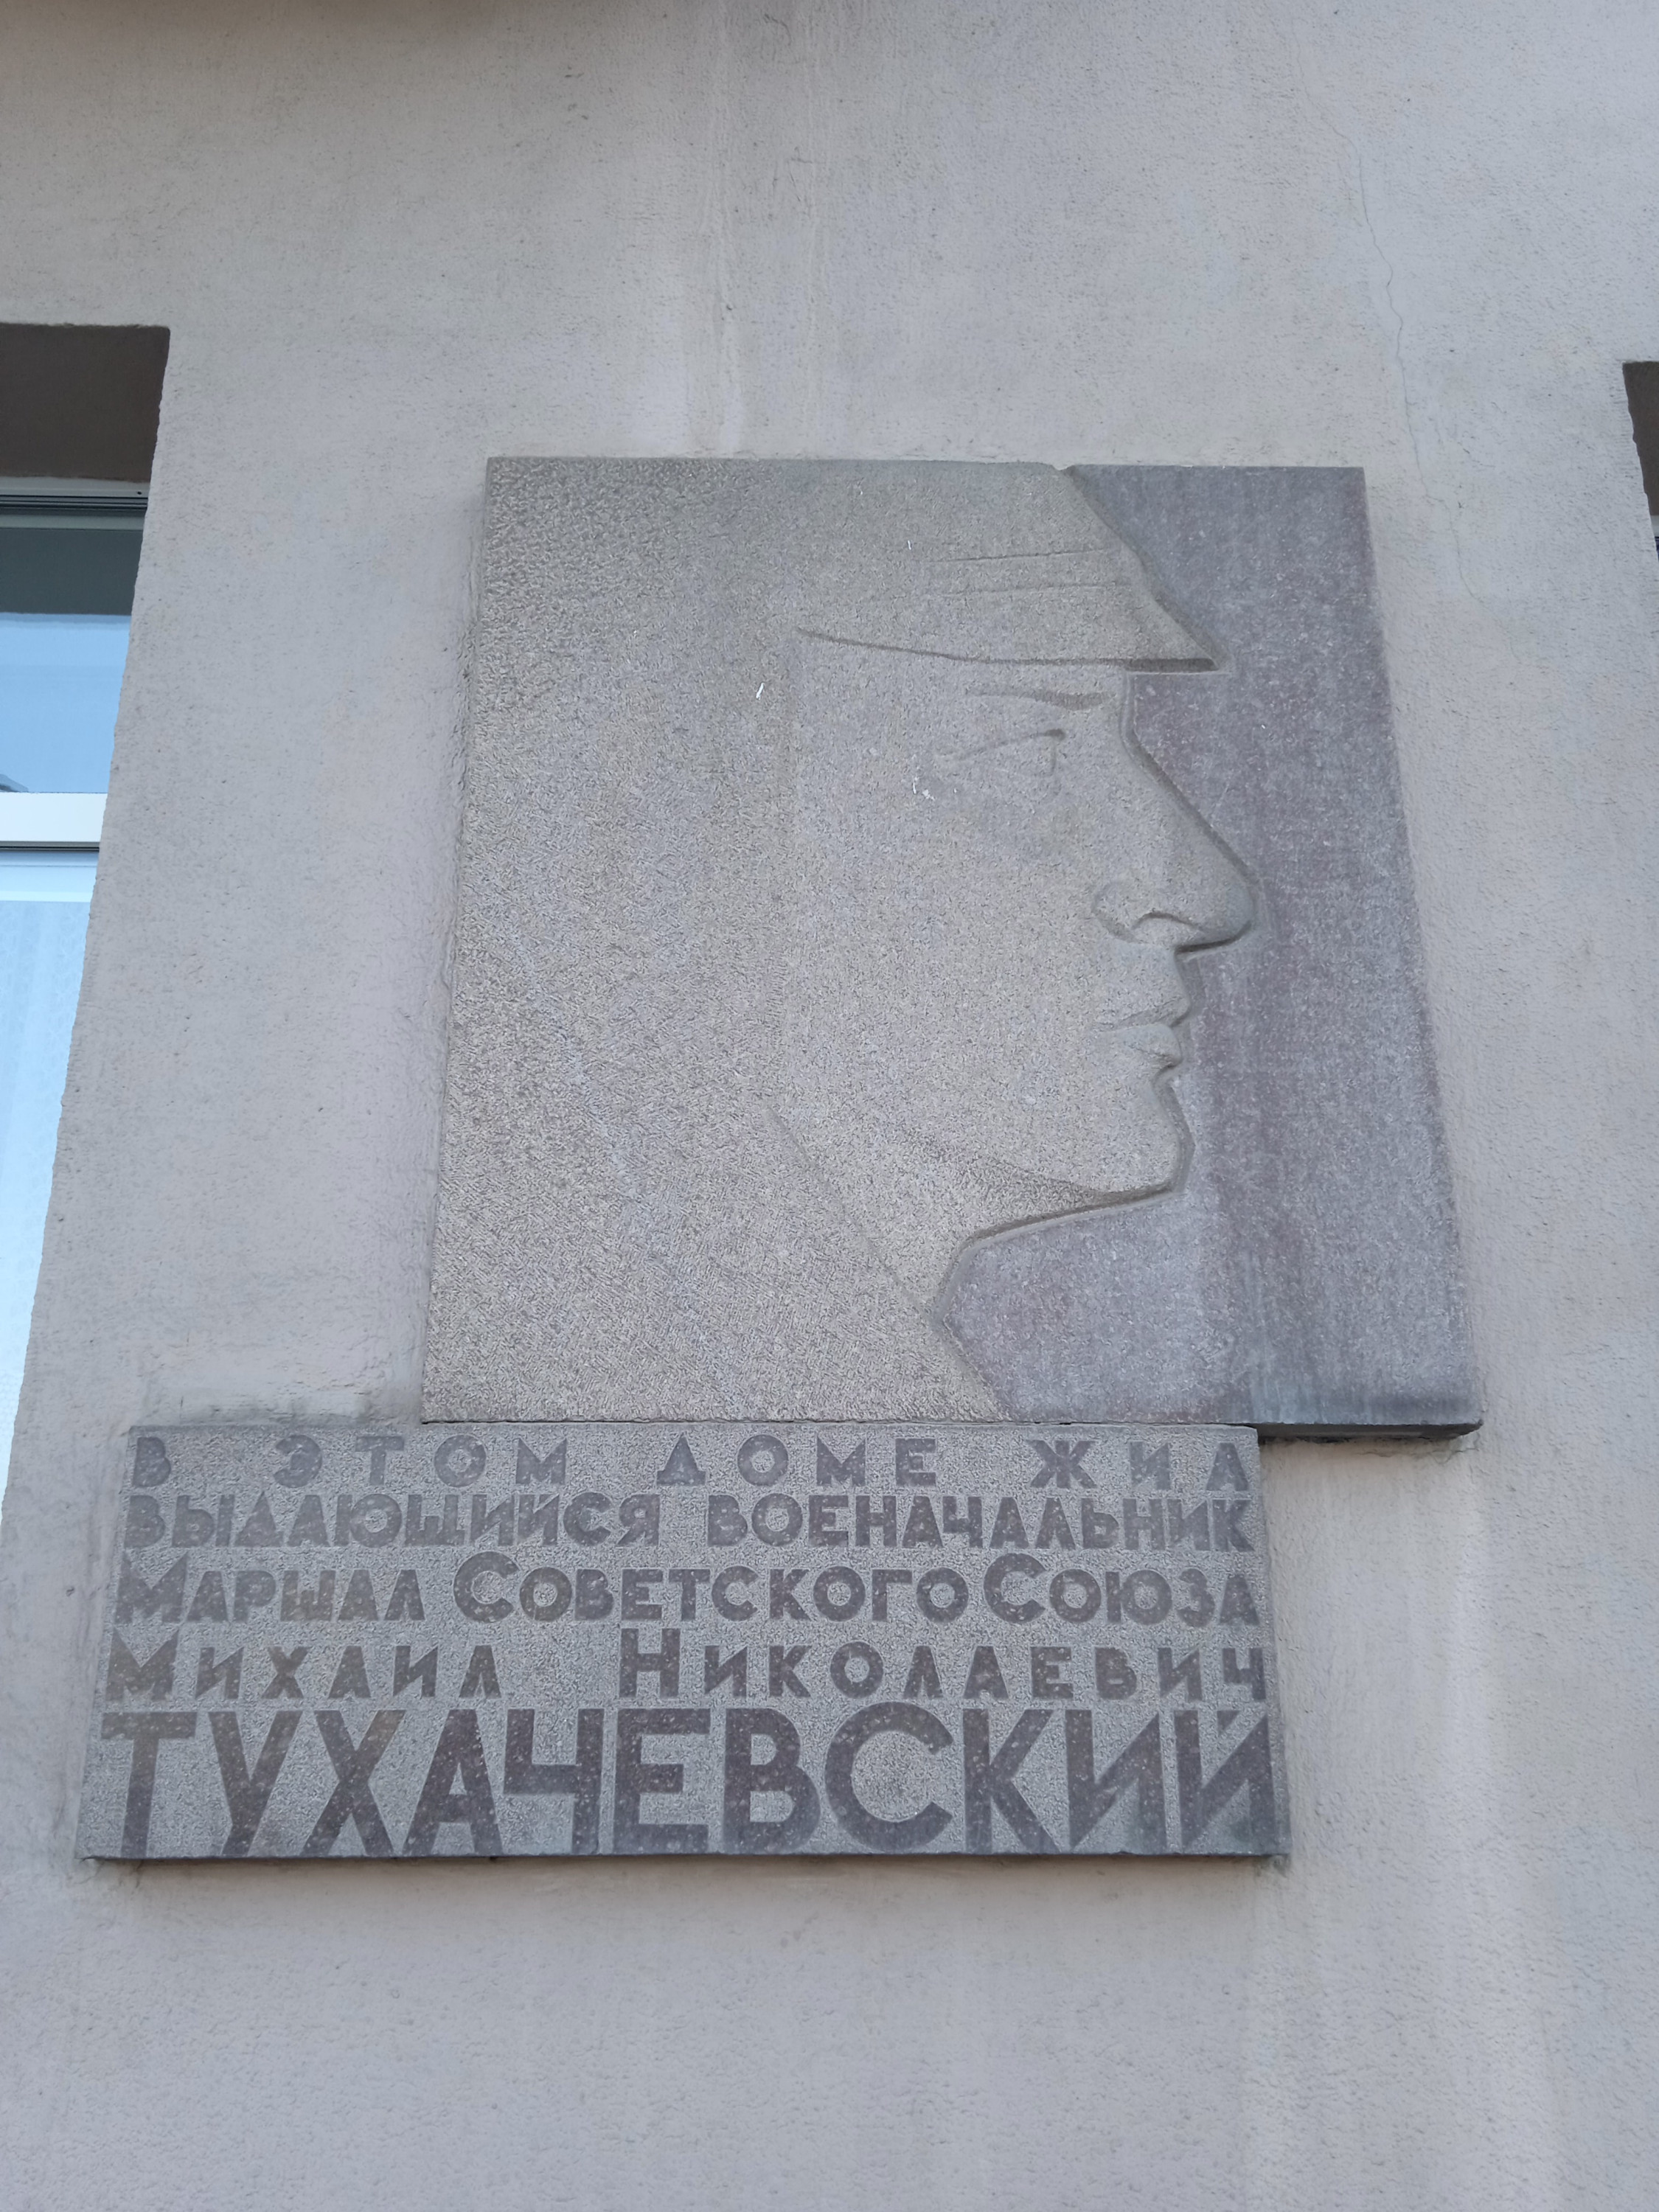 В ЭТОМ ДОМЕ ЖИЛ
ВЫДАЮЩИЙСЯ ВОЕНАЧАЛЬНИК
МАРШАЛ СОВЕТСКОГО СОЮЗА
МИХАИЛ НИКОЛАЕВИЧ
ТУХАЧЕВСКИЙ